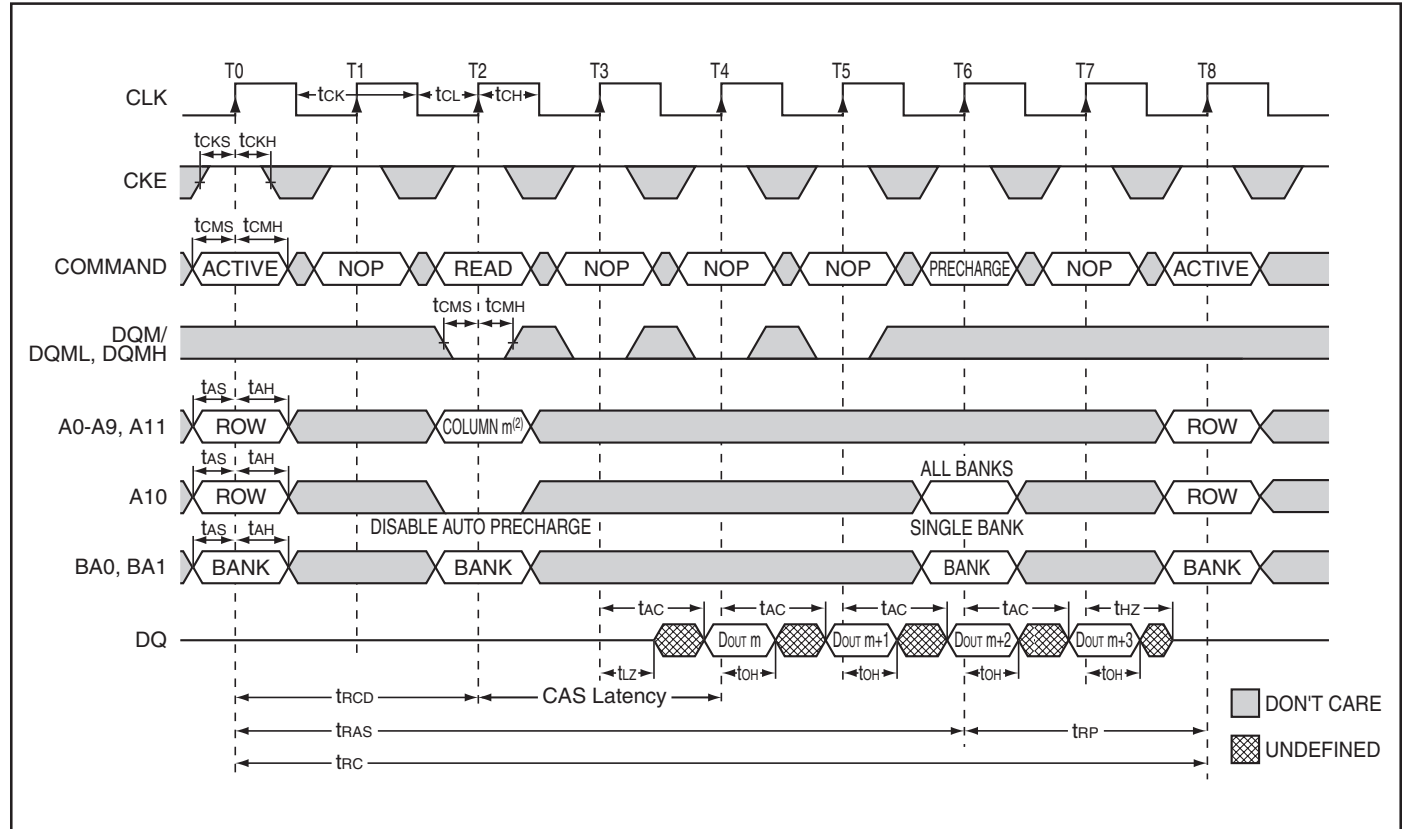 T0 T1 T2 T3 T4 T5 T6 T7 T8
CLK tCK tCL tCH
tCKS tCKH
CKE
tCMS tCMH
COMMAND ACTIVE NOP READ NOP NOP NOP PRECHARGE NOP ACTIVE
tCMS tCMH
DQM/
DQML, DQMH
tAS tAH
A0-A9, A11 ROW COLUMN m(2) ROW
tAS tAH ALL BANKS
A10 ROW ROW
DISABLE AUTO PRECHARGE SINGLE BANK
tAS tAH
BA0, BA1 BANK BANK BANK BANK
tAC tAC tAC tAC tHZ
DQ DOUT m DOUT m+1 DOUT m+2 DOUT m+3
tLZ tOH tOH tOH tOH
tRCD CAS Latency
DON'T CARE
tRAS tRP
UNDEFINED
tRC